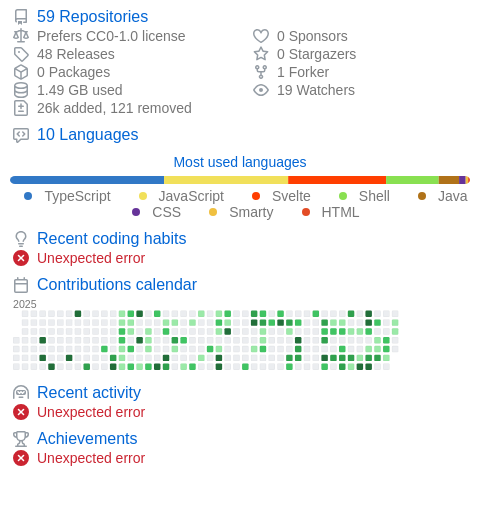 59 Repositories
Prefers CC0-1.0 license
0 Sponsors
48 Releases
0 Stargazers
0 Packages
1 Forker
1.49 GB used
19 Watchers
26k added, 121 removed
10 Languages
Most used languages
TypeScript JavaScript Svelte Shell Java
CSS Smarty HTML
Recent coding habits
Unexpected error
Contributions calendar
2025
Recent activity
Unexpected error
Achievements
Unexpected error